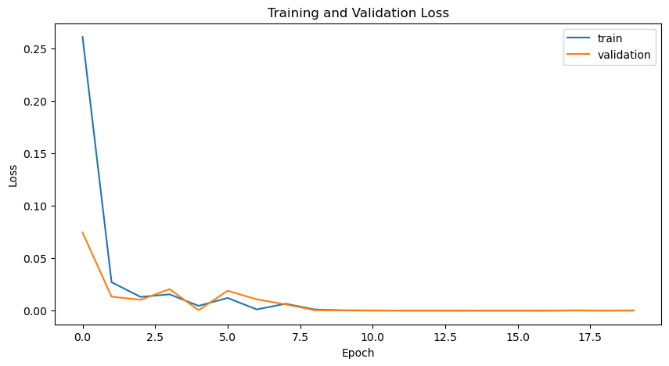 Training and Validation Loss
train
validation
0.25
0.20
0.15
0.10
0.05
0.00
Loss
0.0 2.5 5.0 7.5 10.0 12.5 15.0 17.5
Epoch